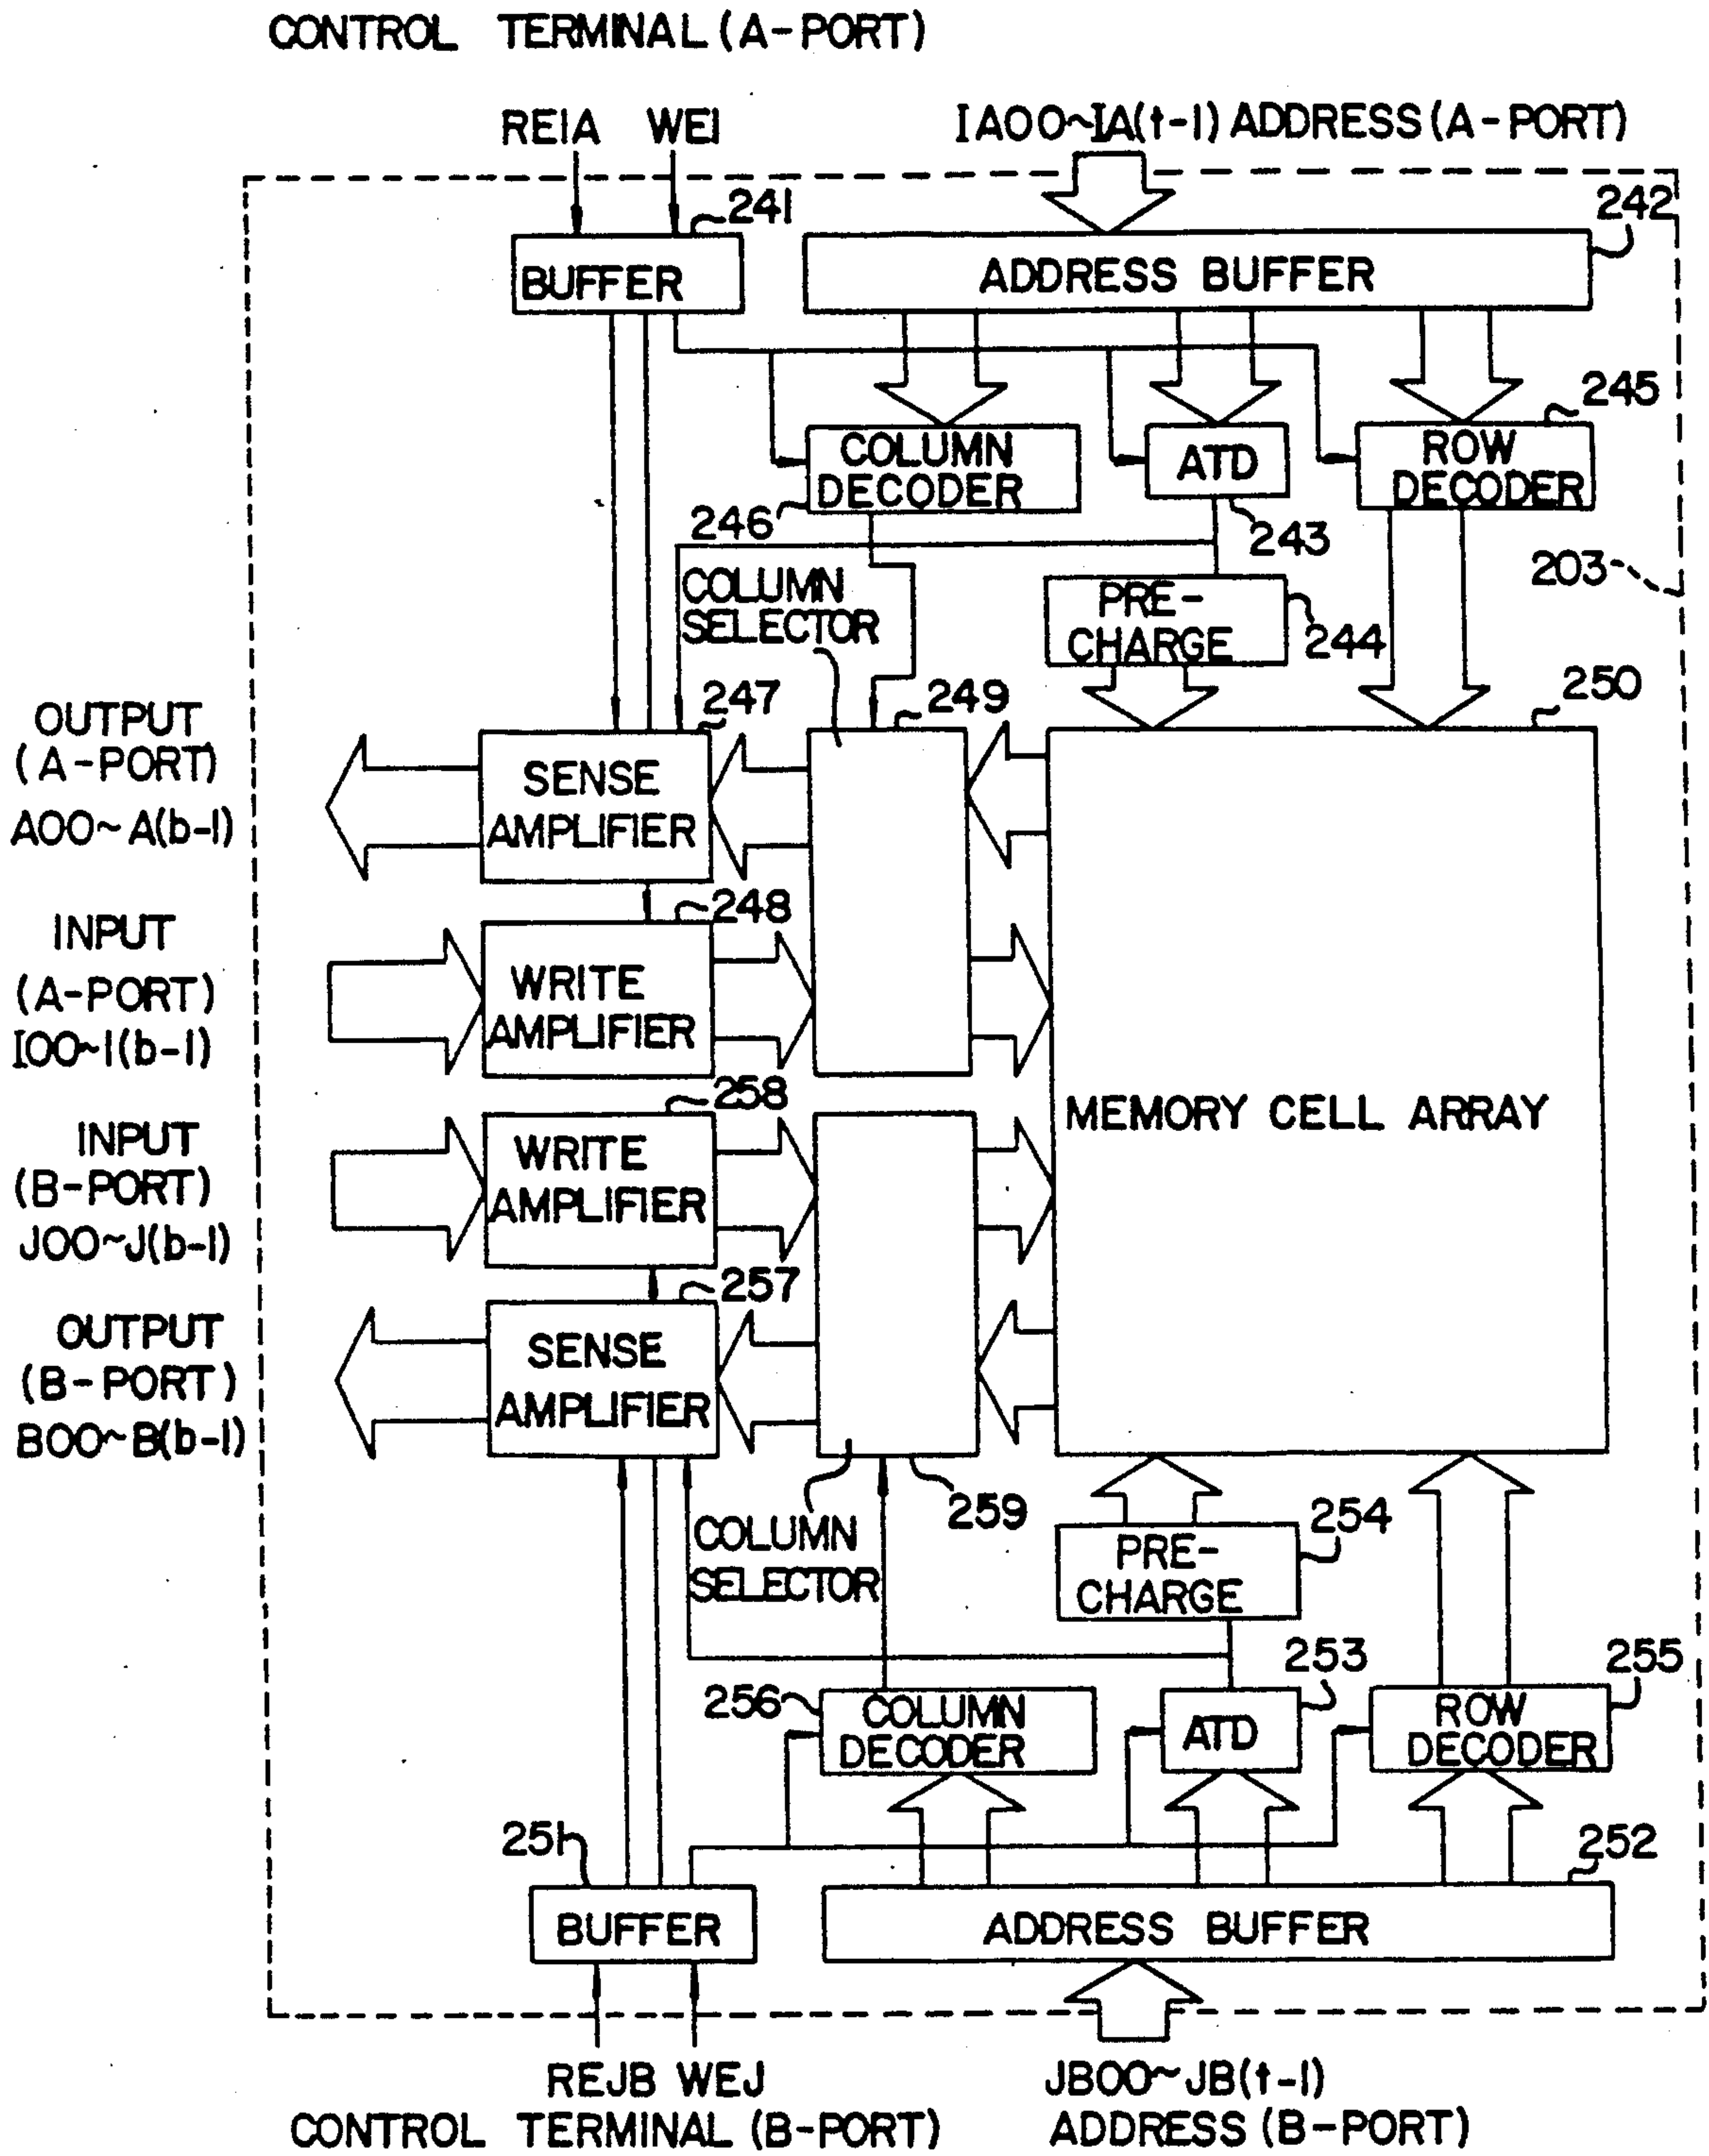 CONTROL TERMINAL (A-PORT)
REIA WEI
IA00~IA(t-1) ADDRESS (A-PORT)
241
242
BUFFER
ADDRESS BUFFER
245
COLUMN
DECODER
ATD
ROW
DECODER
246
243
203
COLUMN
SELECTOR
PRE-
CHARGE
244
247
249
250
OUTPUT
(A-PORT)
A00~A(b-1)
SENSE
AMPLIFIER
248
INPUT
(A-PORT)
I00~I(b-1)
WRITE
AMPLIFIER
258
MEMORY CELL ARRAY
INPUT
(B-PORT)
J00~J(b-1)
WRITE
AMPLIFIER
257
OUTPUT
(B-PORT)
B00~B(b-1)
SENSE
AMPLIFIER
259
254
COLUMN
SELECTOR
PRE-
CHARGE
253
255
256
COLUMN
DECODER
ATD
ROW
DECODER
251
252
BUFFER
ADDRESS BUFFER
REJB WEJ
JB00~JB(t-1)
CONTROL TERMINAL (B-PORT)
ADDRESS (B-PORT)